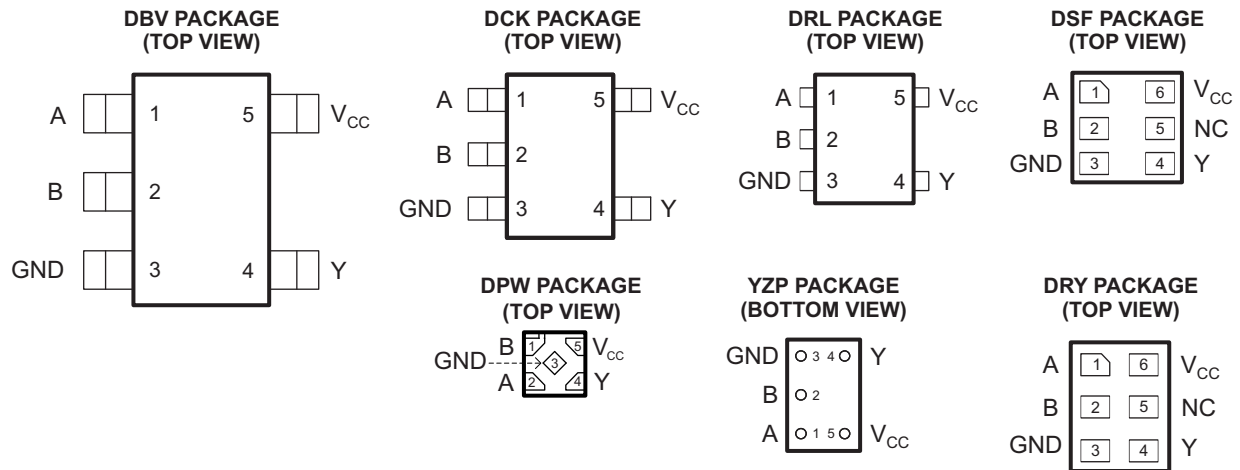 DBV PACKAGE
(TOP VIEW)
A 1 5 VCC
B 2
GND 3 4 Y
DCK PACKAGE
(TOP VIEW)
A 1 5 VCC
B 2
GND 3 4 Y
DRL PACKAGE
(TOP VIEW)
A 1 5 VCC
B 2
GND 3 4 Y
DSF PACKAGE
(TOP VIEW)
A 1 6 VCC
B 2 5 NC
GND 3 4 Y
DPW PACKAGE
(TOP VIEW)
B 1 5 VCC
GND 3
A 2 4 Y
YZP PACKAGE
(BOTTOM VIEW)
GND 3 4 Y
B 2
A 1 5 VCC
DRY PACKAGE
(TOP VIEW)
A 1 6 VCC
B 2 5 NC
GND 3 4 Y